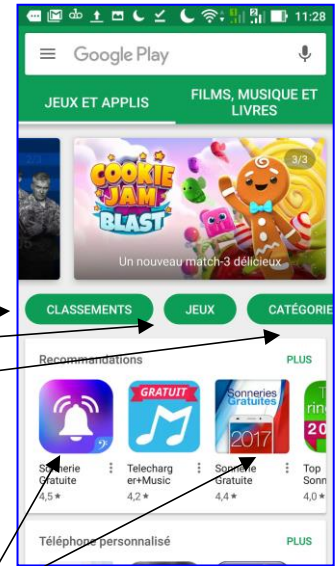 11:28
Google Play
JEUX ET APPLIS
FILMS, MUSIQUE ET
LIVRES
3/3
COOKIE
JAM
BLAST
Un nouveau match-3 délicieux
CLASSEMENTS
JEUX
CATÉGORIE
Recommandations
PLUS
GRATUIT
Sonneries
Gratuites
2017
Sonnerie
Gratuite
4,5★
Telecharg
er+Music
4,2★
Sonnerie
Gratuite
4,4★
Top
Sonn
4,0★
Téléphone personnalisé
PLUS